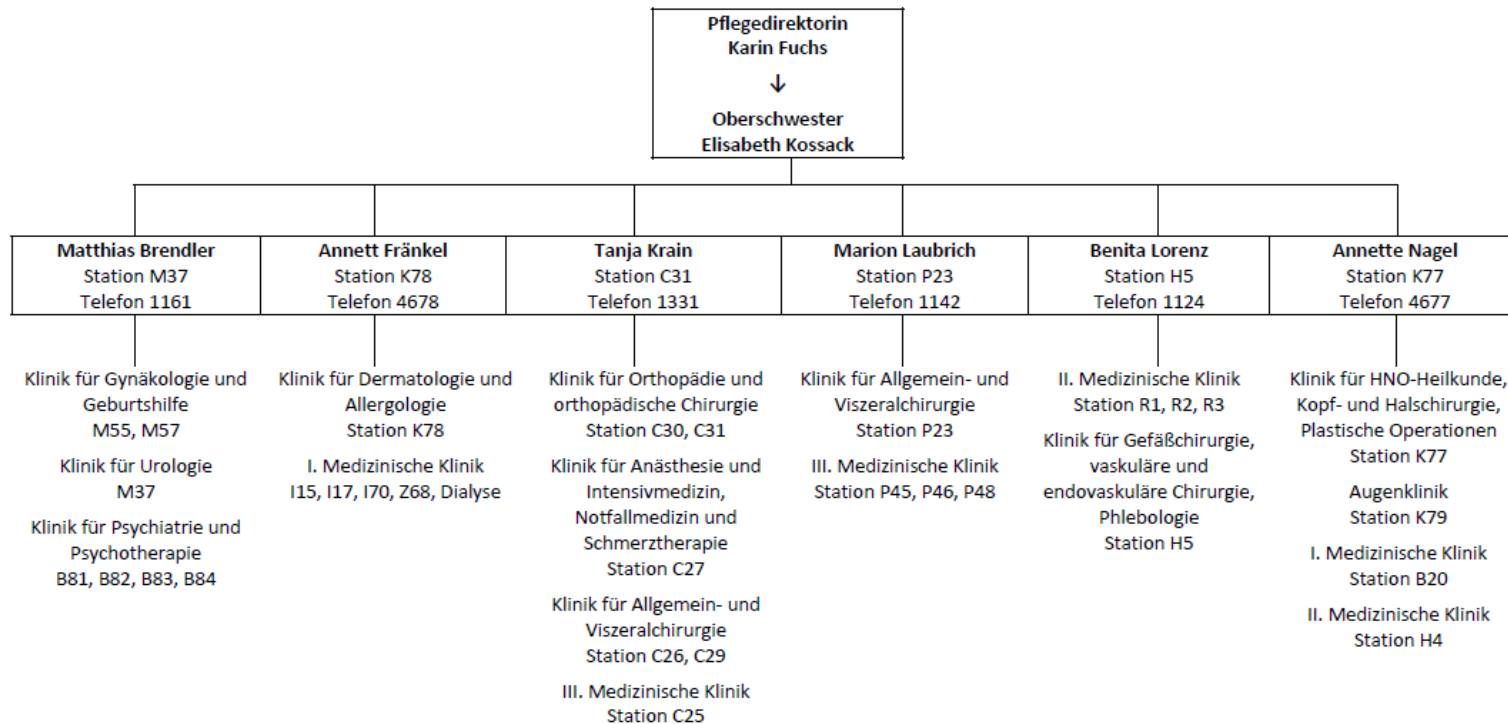 Pflegedirektorin
Karin Fuchs
↓
Oberschwester
Elisabeth Kossack
Matthias Brendler
Station M37
Telefon 1161
Annett Fränkel
Station K78
Telefon 4678
Tanja Krain
Station C31
Telefon 1331
Marion Laubrich
Station P23
Telefon 1142
Benita Lorenz
Station H5
Telefon 1124
Annette Nagel
Station K77
Telefon 4677
Klinik für Gynäkologie und
Geburtshilfe
M55, M57
Klinik für Urologie
M37
Klinik für Psychiatrie und
Psychotherapie
B81, B82, B83, B84
Klinik für Dermatologie und
Allergologie
Station K78
I. Medizinische Klinik
I15, I17, I70, Z68, Dialyse
Klinik für Orthopädie und
orthopädische Chirurgie
Station C30, C31
Klinik für Anästhesie und
Intensivmedizin,
Notfallmedizin und
Schmerztherapie
Station C27
Klinik für Allgemein- und
Viszeralchirurgie
Station C26, C29
III. Medizinische Klinik
Station C25
Klinik für Allgemein- und
Viszeralchirurgie
Station P23
III. Medizinische Klinik
Station P45, P46, P48
II. Medizinische Klinik
Station R1, R2, R3
Klinik für Gefäßchirurgie,
vaskuläre und
endovaskuläre Chirurgie,
Phlebologie
Station H5
Klinik für HNO-Heilkunde,
Kopf- und Halschirurgie,
Plastische Operationen
Station K77
Augenklinik
Station K79
I. Medizinische Klinik
Station B20
II. Medizinische Klinik
Station H4